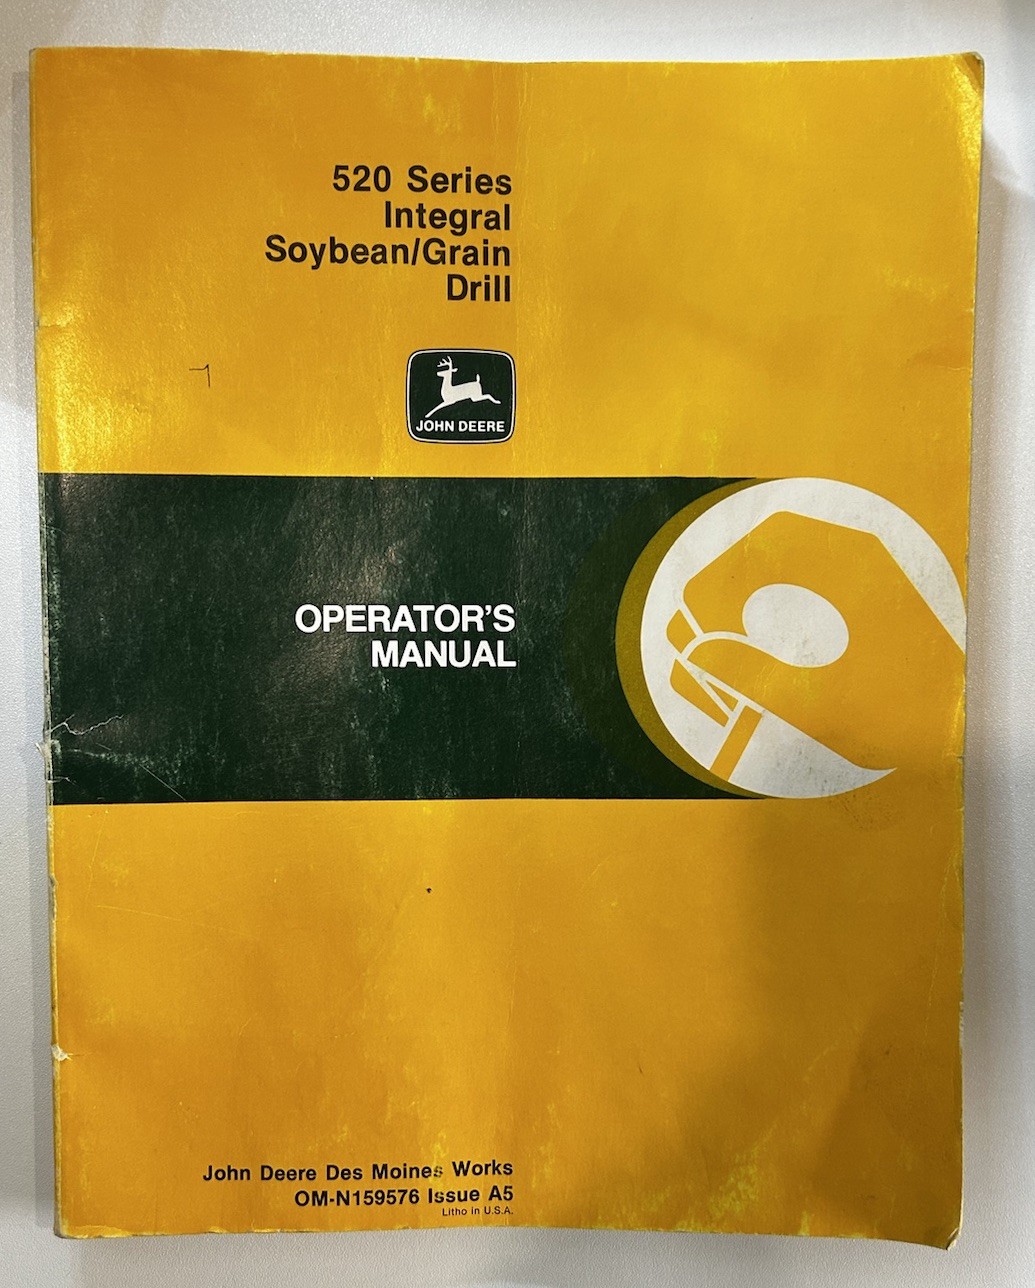 520 Series
Integral
Soybean/Grain
Drill
JOHN DEERE
OPERATOR'S
MANUAL
John Deere Des Moines Works
OM-N159576 Issue A5
Litho in U.S.A.